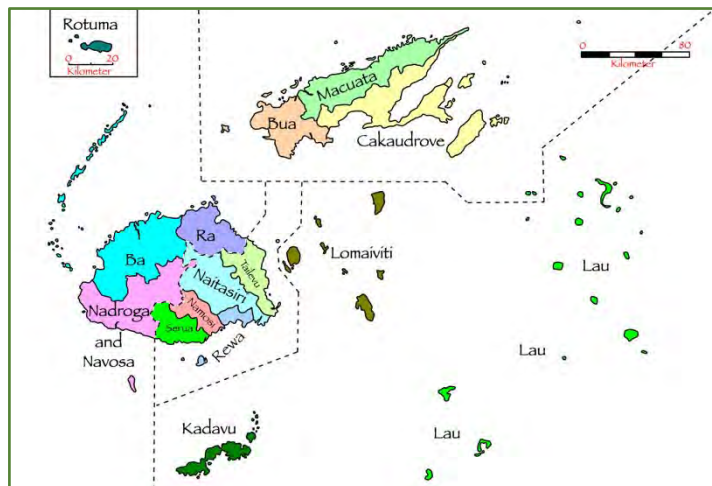 Rotuma
0 20
Kilometer
0 80
Kilometer
Macuata
Bua
Cakaudrove
Ra
Ba
Tailevu
Naitasiri
Lomaiviti
Lau
Nadroga
and
Navosa
Namosi
Serua
Rewa
Lau
Kadavu
Lau